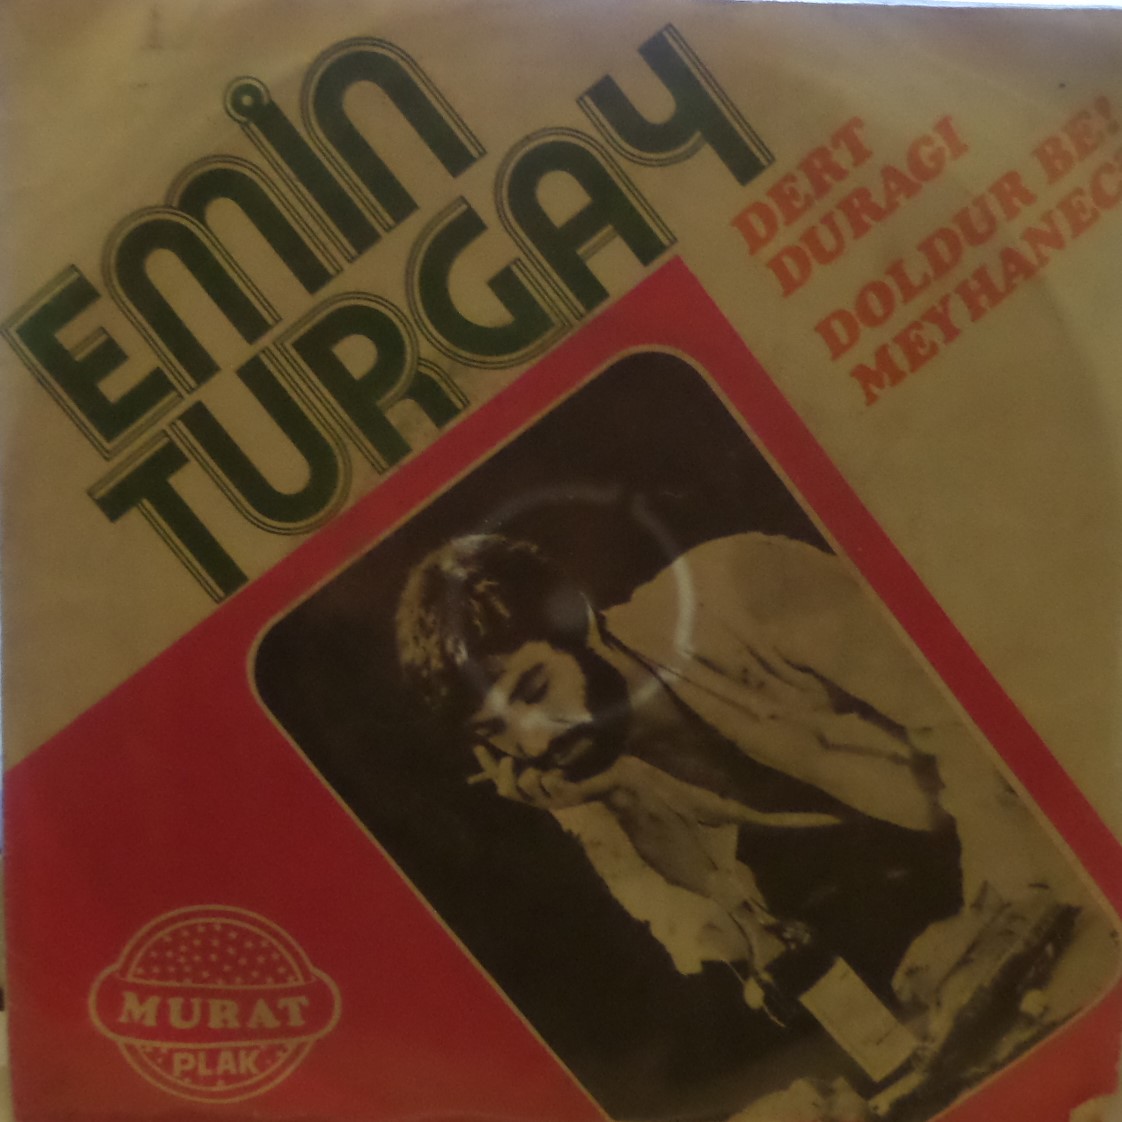 EMİN
TURGAY
DERT
DURAGI
DOLDUR BE!
MURAT
PLAK